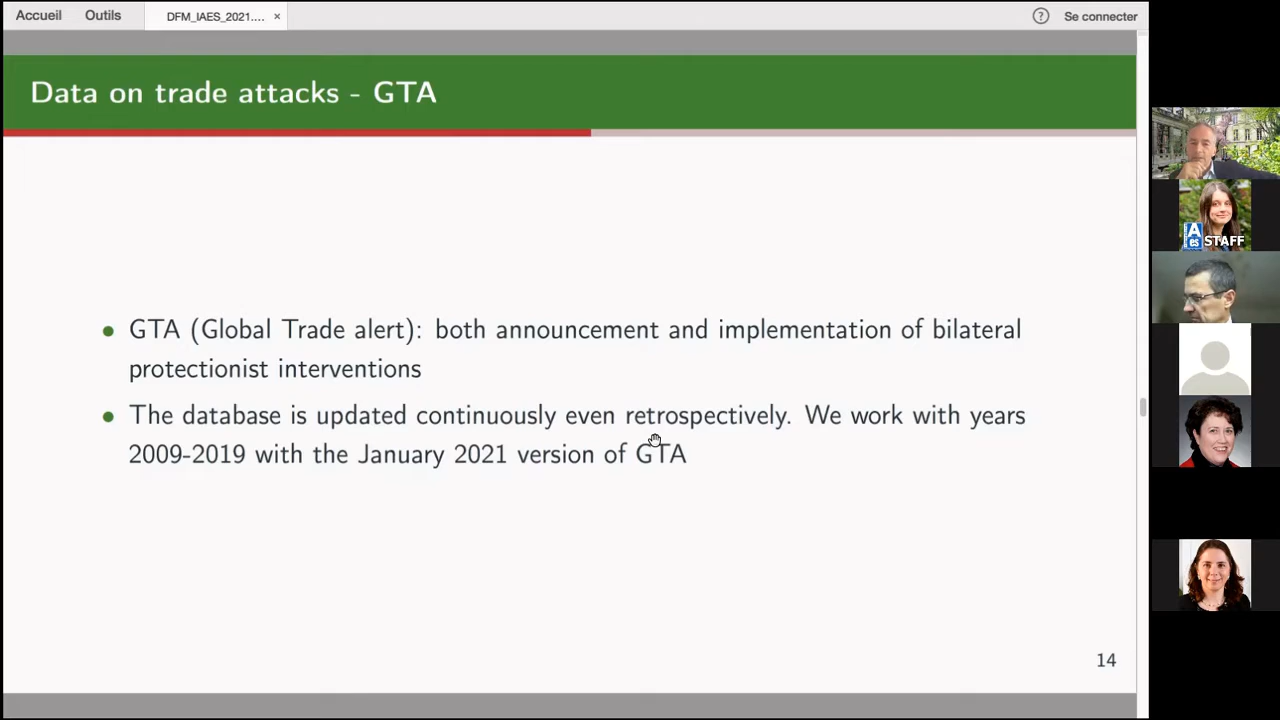 Accueil Outils DFM_IAES_2021.... × ? Se connecter
Data on trade attacks - GTA
GTA (Global Trade alert): both announcement and implementation of bilateral
protectionist interventions
The database is updated continuously even retrospectively. We work with years
2009-2019 with the January 2021 version of GTA
14
A
es STAFF